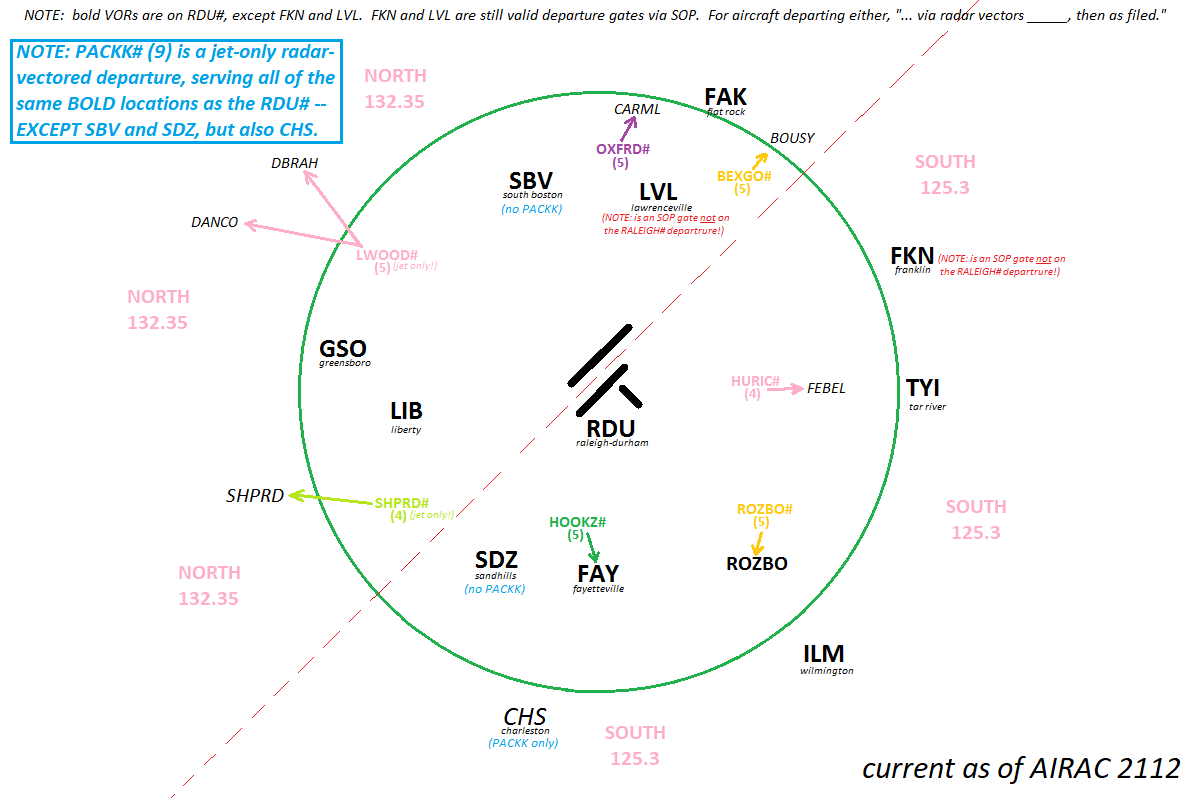 NOTE: bold VORs are on RDU#, except FKN and LVL. FKN and LVL are still valid departure gates via SOP. For aircraft departing either, "... via radar vectors _____, then as filed."
NOTE: PACKK# (9) is a jet-only radar-
vectored departure, serving all of the
same BOLD locations as the RDU# --
EXCEPT SBV and SDZ, but also CHS.
NORTH
132.35
FAK
flat rock
CARML
OXFRD#
(5)
BOUSY
BEXGO#
(5)
SOUTH
125.3
DBRAH
DANCO
LWOOD#
(5) (jet only!)
SBV
south boston
(no PACKK)
LVL
lawrenceville
(NOTE: is an SOP gate not on
the RALEIGH# departrure!)
FKN
franklin
(NOTE: is an SOP gate not on
the RALEIGH# departrure!)
NORTH
132.35
GSO
greensboro
LIB
liberty
RDU
raleigh-durham
HURIC#
(4)
FEBEL
TYI
tar river
SHPRD
SHPRD#
(4) (jet only!)
HOOKZ#
(5)
ROZBO#
(5)
ROZBO
SOUTH
125.3
NORTH
132.35
SDZ
sandhills
(no PACKK)
FAY
fayetteville
ILM
wilmington
CHS
charleston
(PACKK only)
SOUTH
125.3
current as of AIRAC 2112